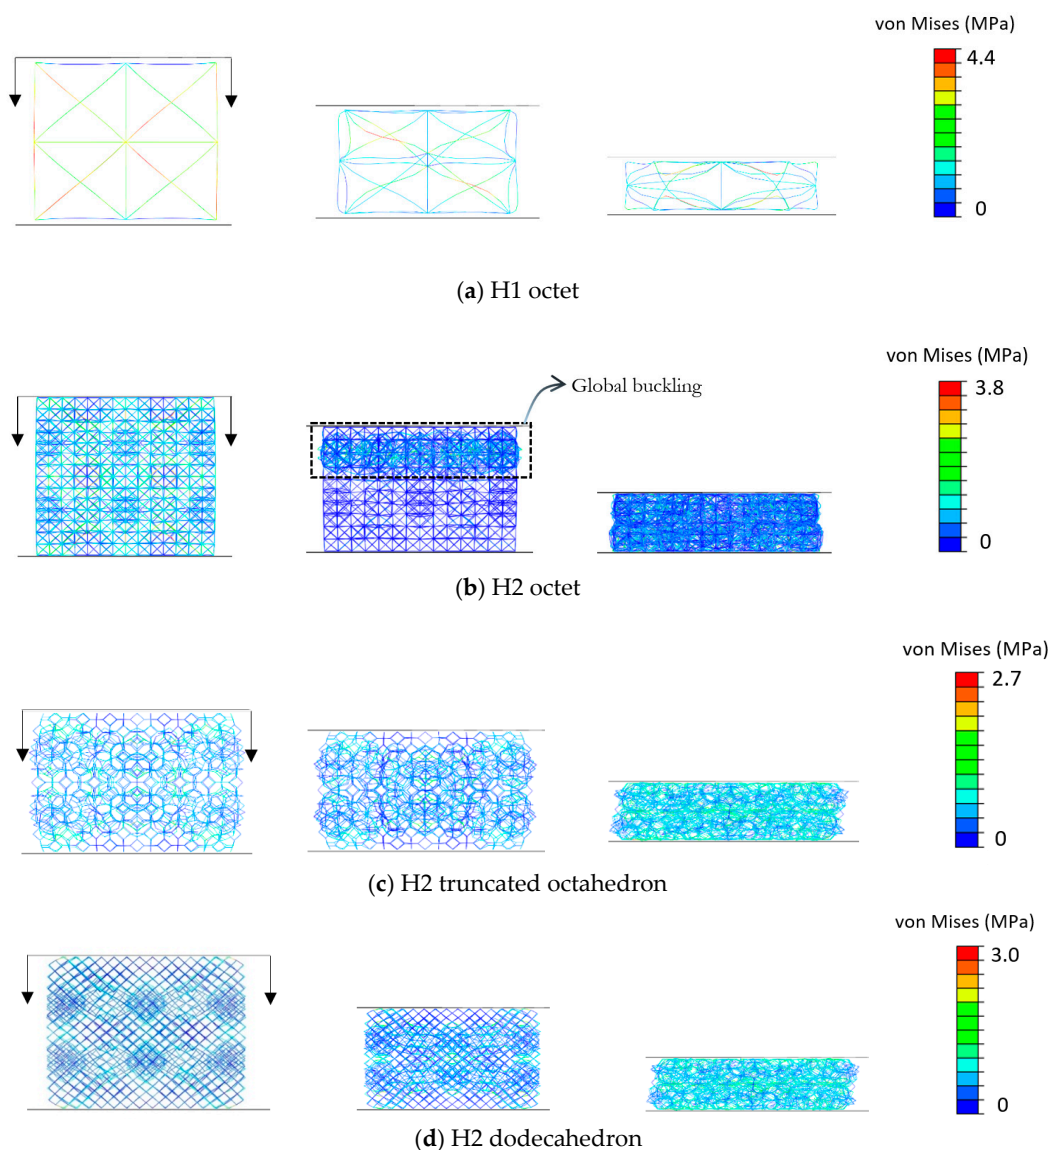 von Mises (MPa)
4.4
0
(a) H1 octet
von Mises (MPa)
3.8
Global buckling
0
(b) H2 octet
von Mises (MPa)
2.7
0
(c) H2 truncated octahedron
von Mises (MPa)
3.0
0
(d) H2 dodecahedron